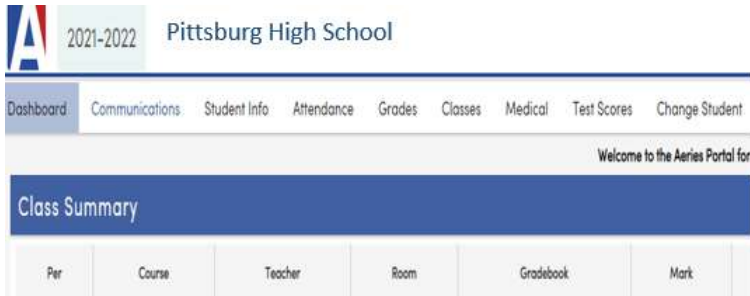 A 2021-2022 Pittsburg High School
Dashboard Communications Student Info Attendance Grades Classes Medical Test Scores Change Student
Welcome to the Aeries Portal for
Class Summary
Per Course Teacher Room Gradebook Mark